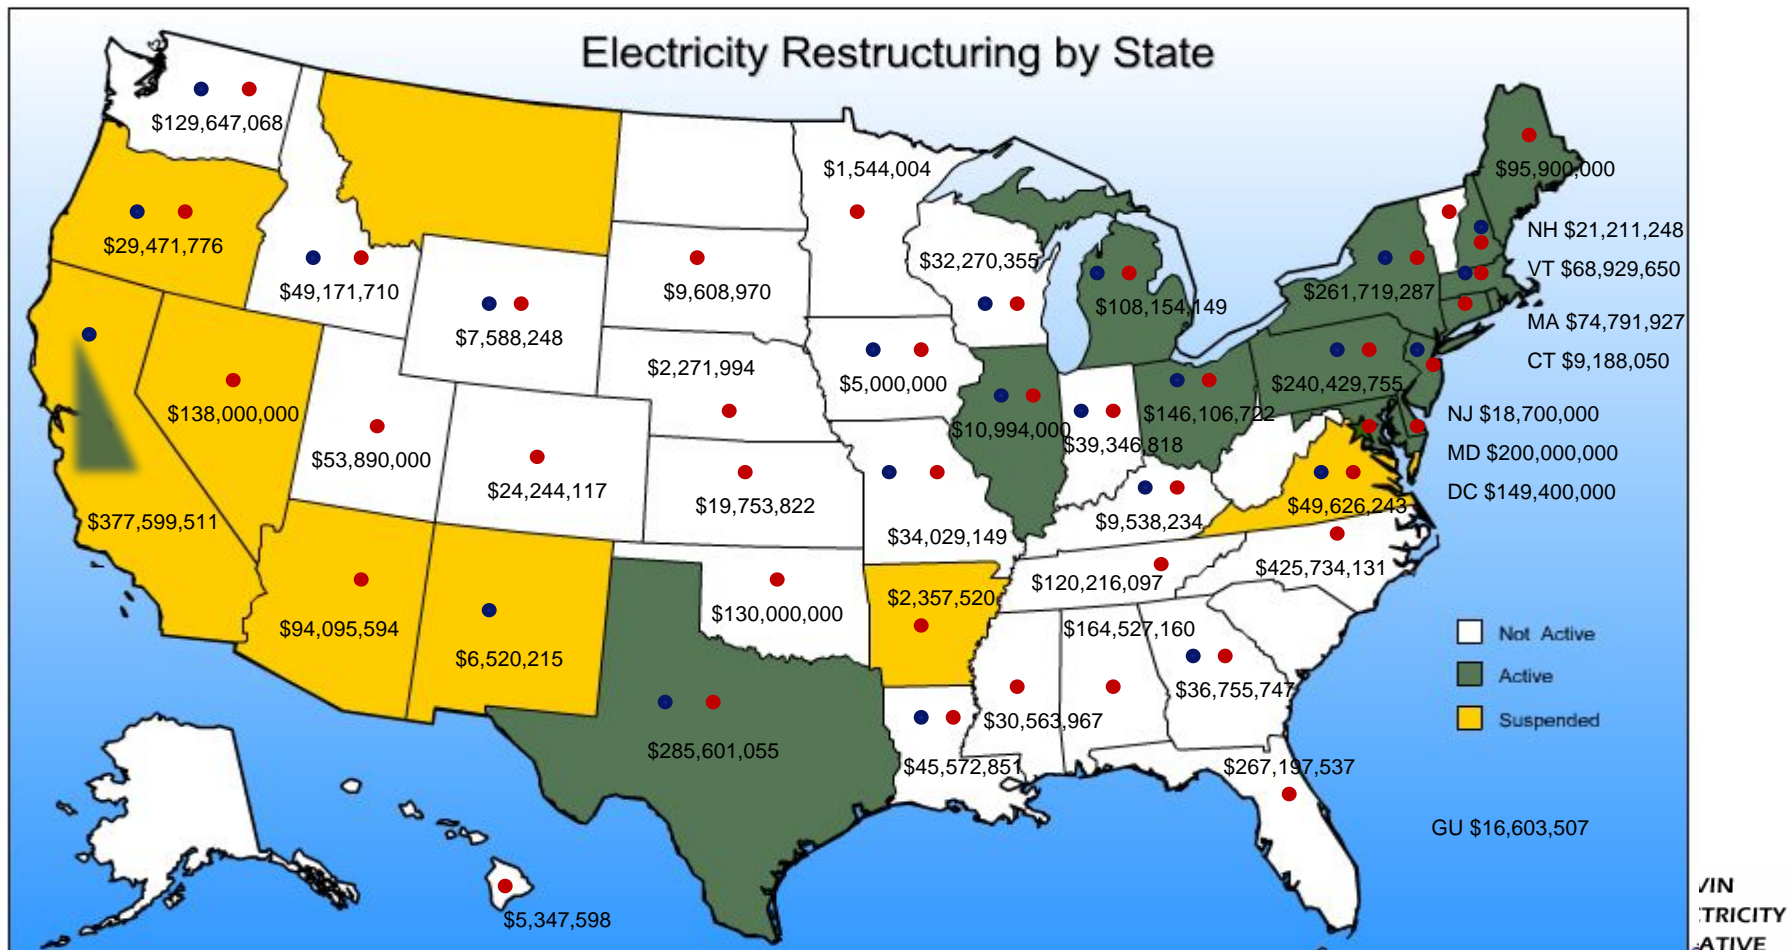 Electricity Restructuring by State
$129,647,068
$1,544,004
$95,900,000
$29,471,776
NH $21,211,248
$32,270,355
VT $68,929,650
$49,171,710
$9,608,970
$261,719,287
$108,154,149
MA $74,791,927
$7,588,248
CT $9,188,050
$2,271,994
$5,000,000
$240,429,755
$138,000,000
$146,106,722
NJ $18,700,000
$10,994,000
$39,346,818
MD $200,000,000
$53,890,000
$24,244,117
DC $149,400,000
$19,753,822
$49,626,243
$377,599,511
$9,538,234
$34,029,149
$425,734,131
$120,216,097
$2,357,520
$130,000,000
$94,095,594
$164,527,160
Not Active
$6,520,215
Active
$36,755,747
$30,563,967
Suspended
$285,601,055
$45,572,851
$267,197,537
GU $16,603,507
VIN
TRICITY
$5,347,598
ATIVE